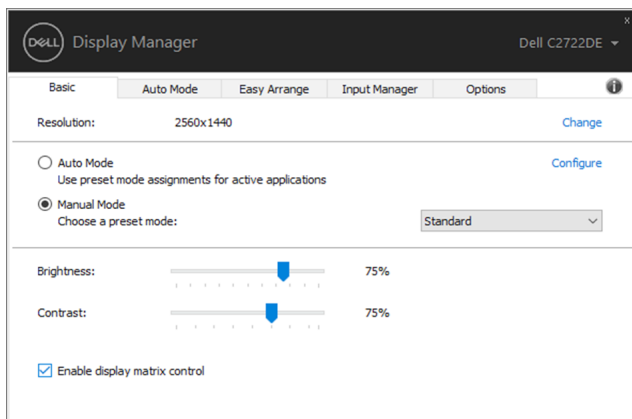 DELL Display Manager Dell C2722DE
Basic Auto Mode Easy Arrange Input Manager Options
Resolution: 2560x1440 Change
Auto Mode Configure
Use preset mode assignments for active applications
Manual Mode
Choose a preset mode: Standard
Brightness: 75%
Contrast: 75%
Enable display matrix control